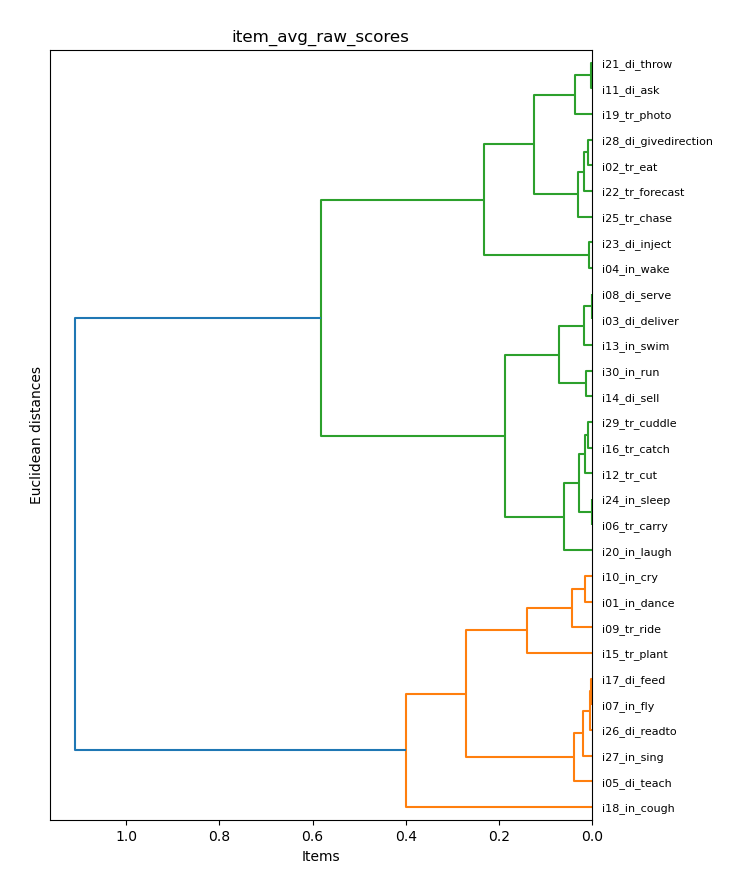 item_avg_raw_scores
i21_di_throw
i11_di_ask
i19_tr_photo
i28_di_givedirection
i02_tr_eat
i22_tr_forecast
i25_tr_chase
i23_di_inject
i04_in_wake
i08_di_serve
i03_di_deliver
i13_in_swim
i30_in_run
i14_di_sell
i29_tr_cuddle
i16_tr_catch
i12_tr_cut
i24_in_sleep
i06_tr_carry
i20_in_laugh
i10_in_cry
i01_in_dance
i09_tr_ride
i15_tr_plant
i17_di_feed
i07_in_fly
i26_di_readto
i27_in_sing
i05_di_teach
i18_in_cough
Euclidean distances
1.0 0.8 0.6 0.4 0.2 0.0
Items